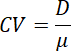 CV = D / μ